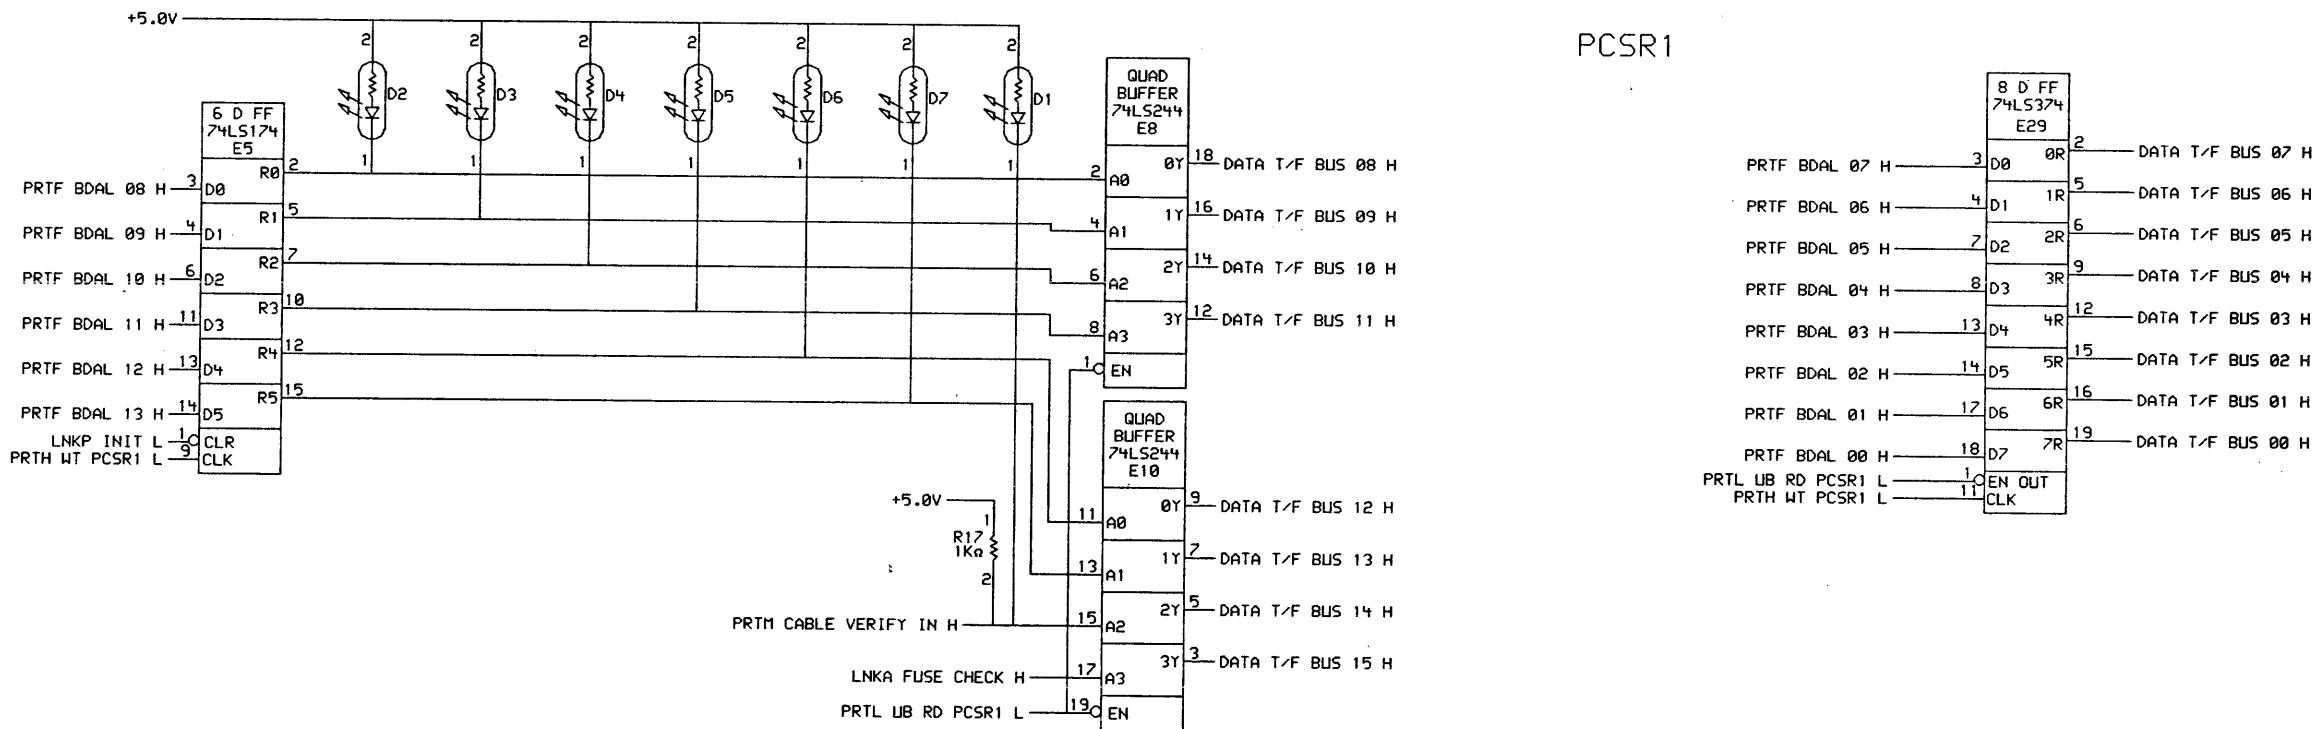 +5.0V
PCSR1
2 2 2 2 2 2 2
D2 D3 D4 D5 D6 D7 D1
1 1 1 1 1 1 1
6 D FF
74LS174
E5
PRTF BDAL 08 H 3 D0 R0 2
PRTF BDAL 09 H 4 D1 R1 5
PRTF BDAL 10 H 6 D2 R2 7
PRTF BDAL 11 H 11 D3 R3 10
PRTF BDAL 12 H 13 D4 R4 12
PRTF BDAL 13 H 14 D5 R5 15
LNKP INIT L 1 CLR
PRTH WT PCSR1 L 9 CLK
QUAD
BUFFER
74LS244
E8
2 A0 0Y 18 DATA T/F BUS 08 H
4 A1 1Y 16 DATA T/F BUS 09 H
6 A2 2Y 14 DATA T/F BUS 10 H
8 A3 3Y 12 DATA T/F BUS 11 H
1 EN
QUAD
BUFFER
74LS244
E10
+5.0V
1
R17
1KΩ
2
11 A0 0Y 9 DATA T/F BUS 12 H
13 A1 1Y 7 DATA T/F BUS 13 H
PRTM CABLE VERIFY IN H 15 A2 2Y 5 DATA T/F BUS 14 H
LNKA FUSE CHECK H 17 A3 3Y 3 DATA T/F BUS 15 H
PRTL UB RD PCSR1 L 19 EN
8 D FF
74LS374
E29
PRTF BDAL 07 H 3 D0 0R 2 DATA T/F BUS 07 H
PRTF BDAL 06 H 4 D1 1R 5 DATA T/F BUS 06 H
PRTF BDAL 05 H 7 D2 2R 6 DATA T/F BUS 05 H
PRTF BDAL 04 H 8 D3 3R 9 DATA T/F BUS 04 H
PRTF BDAL 03 H 13 D4 4R 12 DATA T/F BUS 03 H
PRTF BDAL 02 H 14 D5 5R 15 DATA T/F BUS 02 H
PRTF BDAL 01 H 17 D6 6R 16 DATA T/F BUS 01 H
PRTF BDAL 00 H 18 D7 7R 19 DATA T/F BUS 00 H
PRTL UB RD PCSR1 L 1 EN OUT
PRTH WT PCSR1 L 11 CLK